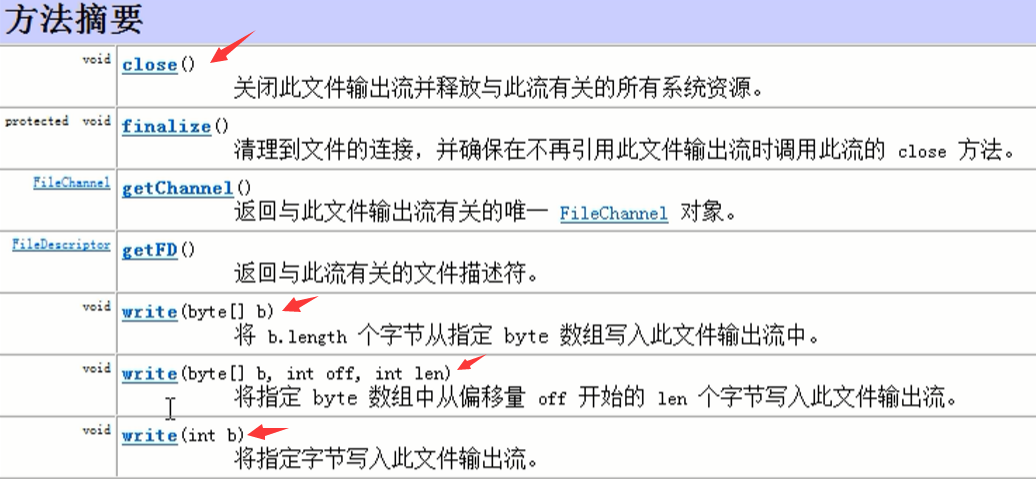 方法摘要
void close()
关闭此文件输出流并释放与此流有关的所有系统资源。
protected void finalize()
清理到文件的连接，并确保在不再引用此文件输出流时调用此流的 close 方法。
FileChannel getChannel()
返回与此文件输出流有关的唯一 FileChannel 对象。
FileDescriptor getFD()
返回与此流有关的文件描述符。
void write(byte[] b)
将 b.length 个字节从指定 byte 数组写入此文件输出流中。
void write(byte[] b, int off, int len)
将指定 byte 数组中从偏移量 off 开始的 len 个字节写入此文件输出流。
void write(int b)
将指定字节写入此文件输出流。